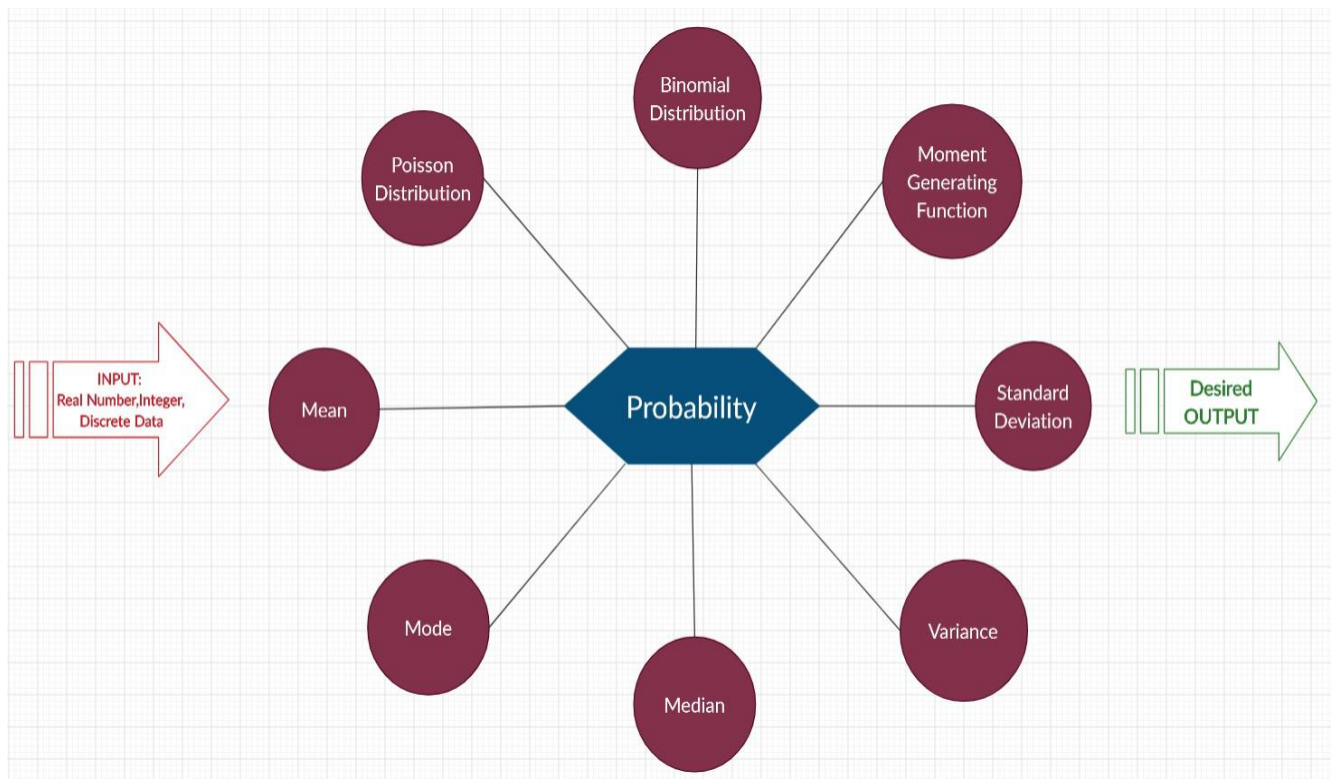 Binomial
Distribution
Poisson
Distribution
Moment
Generating
Function
INPUT:
Real Number,Integer,
Discrete Data
Mean
Probability
Standard
Deviation
Desired
OUTPUT
Mode
Median
Variance